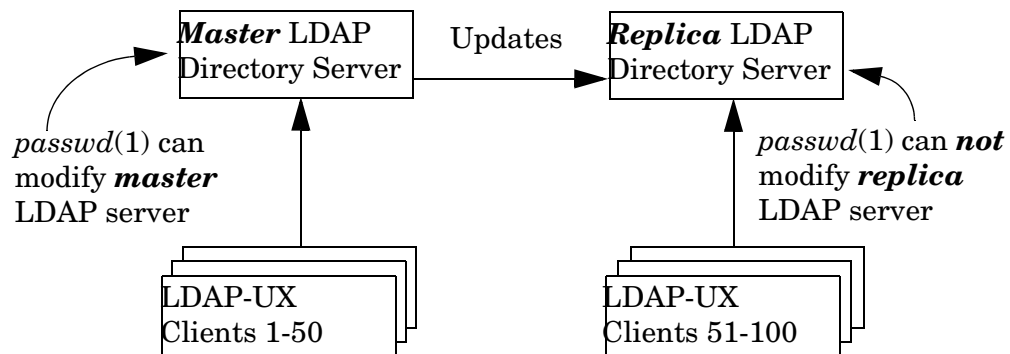 Master LDAP
Directory Server
Updates
Replica LDAP
Directory Server
passwd(1) can
modify master
LDAP server
passwd(1) can not
modify replica
LDAP server
LDAP-UX
Clients 1-50
LDAP-UX
Clients 51-100